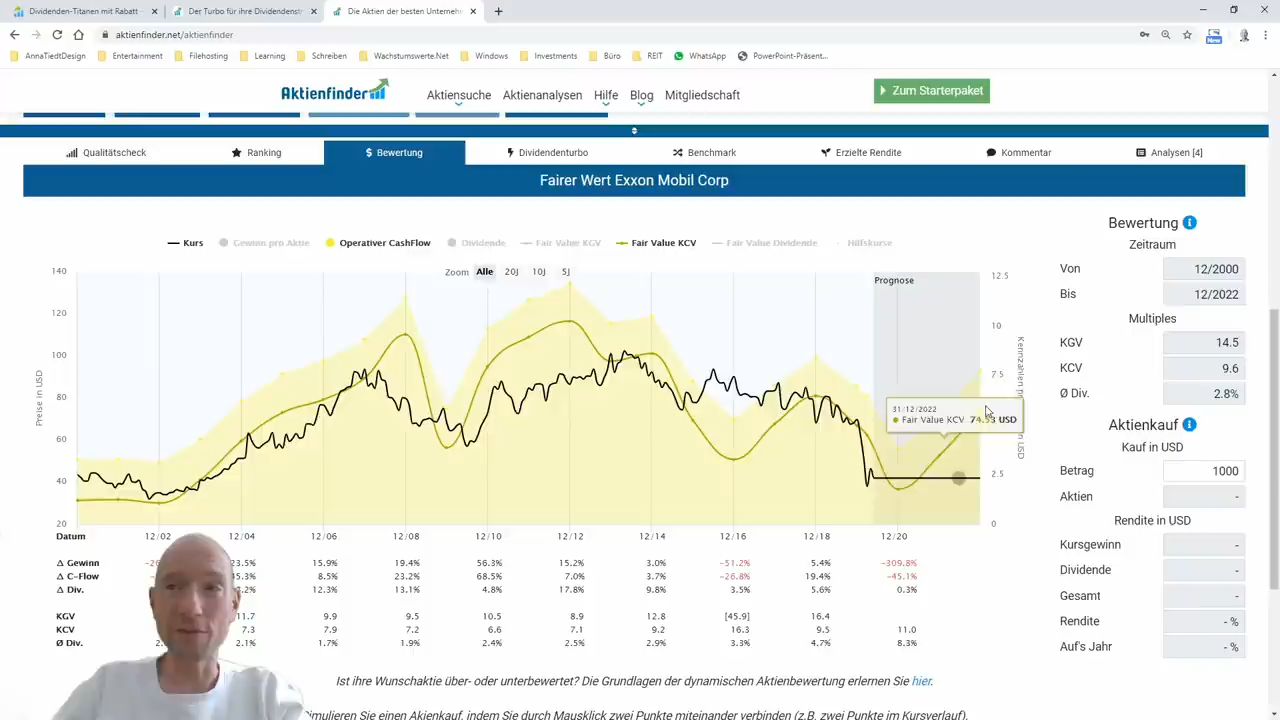 Dividenden-Titanen mit Rabatt -
Der Turbo für ihre Dividendenst
Die Aktien der besten Unterneh
aktienfinder.net/aktienfinder
AnnaTiedtDesign Entertainment Filehosting Learning Schreiben Wachstumswerte.Net Windows Investments Büro REIT WhatsApp PowerPoint-Präsent...
New
Aktienfinder Aktiensuche Aktienanalysen Hilfe Blog Mitgliedschaft Zum Starterpaket
Qualitätscheck Ranking $ Bewertung Dividendenturbo Benchmark Erzielte Rendite Kommentar Analysen [4]
Fairer Wert Exxon Mobil Corp
Kurs Gewinn pro Aktie Operativer CashFlow Dividende Fair Value KGV Fair Value KCV Fair Value Dividende Hilfskurse
Zoom Alle 20J 10J 5J
Prognose
140
120
100
80
60
40
20
Preise in USD
12.5
10
7.5
2.5
0
31.12.2022
Fair Value KCV
USD
Datum 12/02 12/04 12/06 12/08 12/10 12/12 12/14 12/16 12/18 12/20
Δ Gewinn 23.5% 15.9% 19.4% 56.3% 15.2% 3.0% -51.2% 5.4% -309.8%
Δ C-Flow 8.5% 23.2% 68.5% 7.0% 3.7% -26.8% 19.4% -45.1%
Δ Div. 12.3% 13.1% 4.8% 17.8% 9.8% 3.5% 5.6% 0.3%
KGV 11.7 9.9 9.5 10.5 8.9 12.8 [45.9] 16.4
KCV 7.3 7.9 7.2 6.6 7.1 9.2 16.3 9.5 11.0
Ø Div. 2.1% 1.7% 1.9% 2.4% 2.5% 2.9% 3.3% 4.7% 8.3%
Bewertung
Zeitraum
Von 12/2000
Bis 12/2022
Multiples
KGV 14.5
KCV 9.6
Ø Div. 2.8%
Aktienkauf
Kauf in USD
Betrag 1000
Aktien -
Rendite in USD
Kursgewinn -
Dividende -
Gesamt -
Rendite - %
Auf's Jahr - %
Ist ihre Wunschaktie über- oder unterbewertet? Die Grundlagen der dynamischen Aktienbewertung erlernen Sie hier.
imulieren Sie einen Akienkauf, indem Sie durch Mausklick zwei Punkte miteinander verbinden (z.B. zwei Punkte im Kursverlauf).